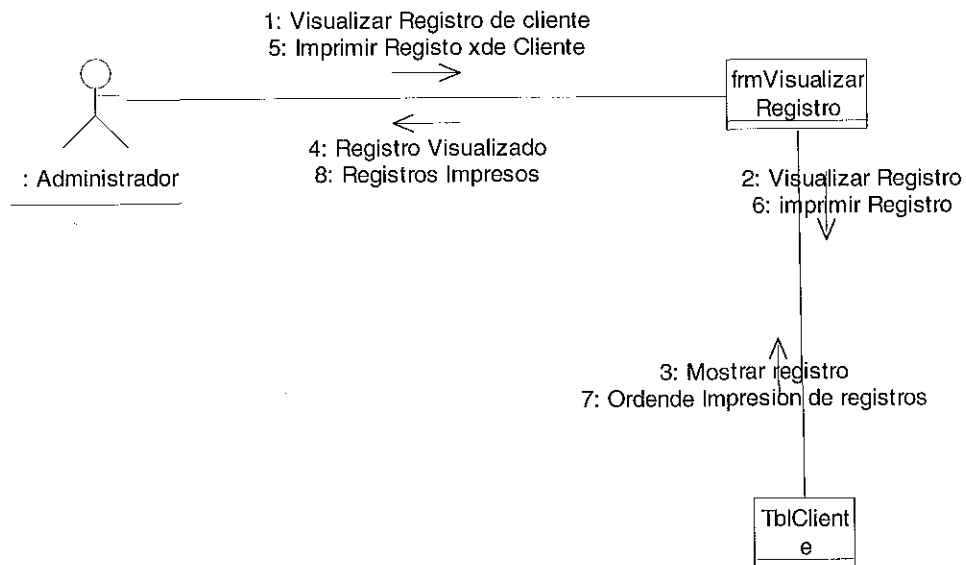 1: Visualizar Registro de cliente
5: Imprimir Registo xde Cliente
frmVisualizar
Registro
4: Registro Visualizado
8: Registros Impresos
: Administrador
2: Visualizar Registro
6: imprimir Registro
3: Mostrar registro
7: Ordende Impresión de registros
TblClient
e